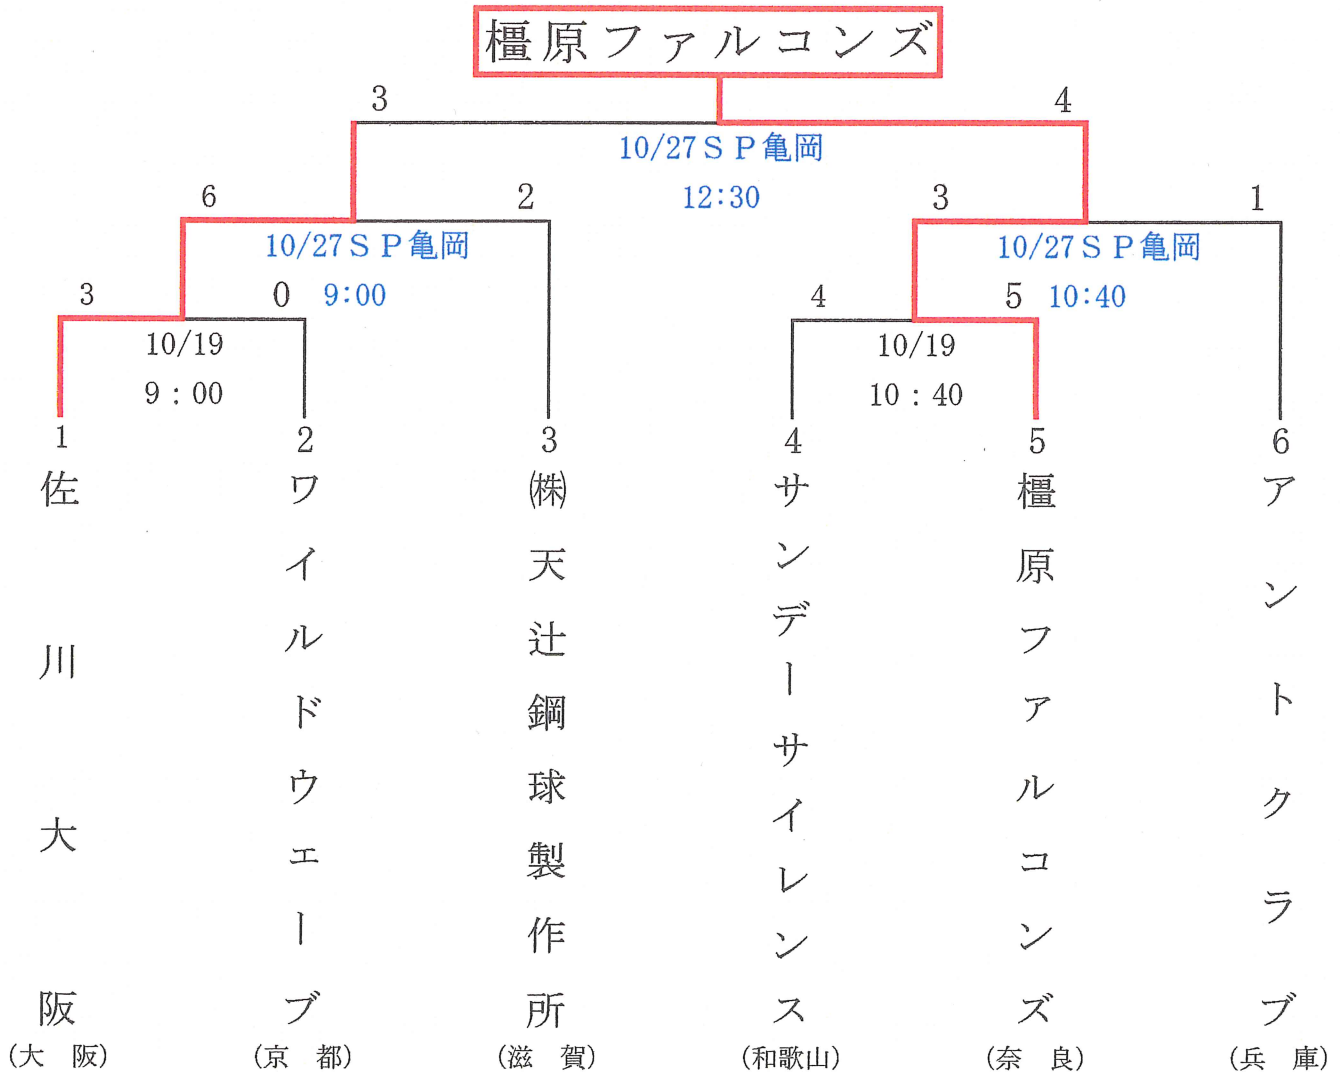 橿原ファルコンズ
3
4
10/27ＳＰ亀岡
12:30
6
2
3
1
10/27ＳＰ亀岡
9:00
10/27ＳＰ亀岡
10:40
3
0
4
5
10/19
9：00
10/19
10：40
1
2
3
4
5
6
佐川大阪
ワイルドウェーブ
㈱天辻鋼球製作所
サンデーサイレンス
橿原ファルコンズ
アントクラブ
(大　阪)
(京　都)
(滋　賀)
(和歌山)
(奈　良)
(兵　庫)